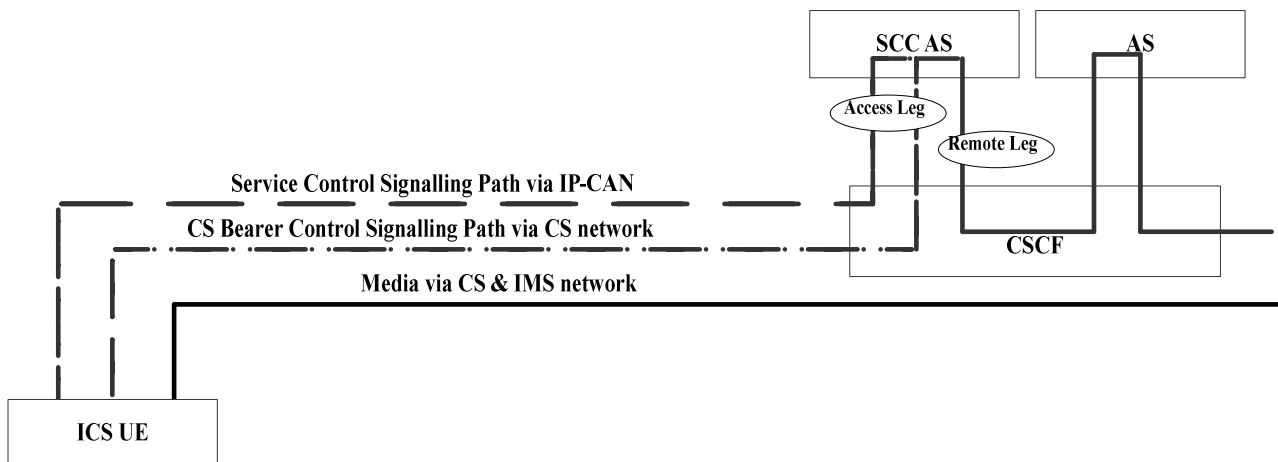 SCC AS
AS
Access Leg
Remote Leg
Service Control Signalling Path via IP-CAN
CS Bearer Control Signalling Path via CS network
CSCF
Media via CS & IMS network
ICS UE